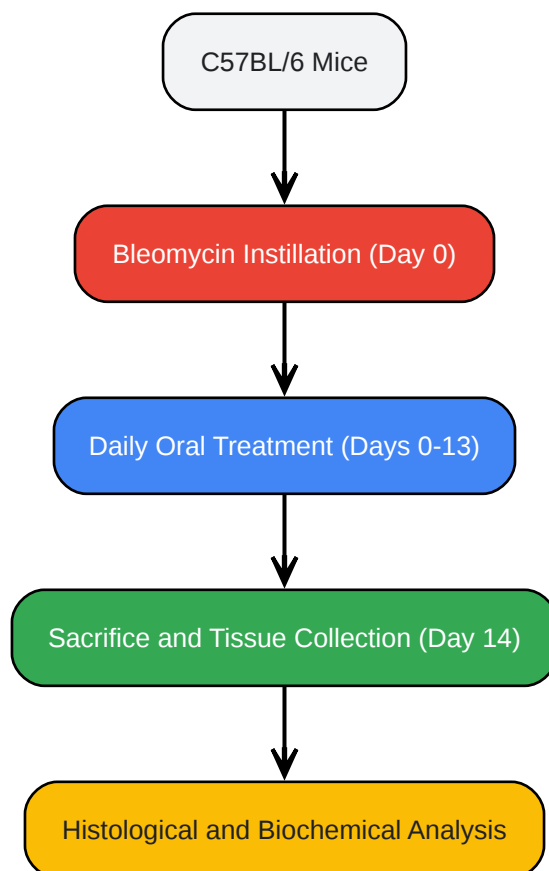 C57BL/6 Mice
Bleomycin Instillation (Day 0)
Daily Oral Treatment (Days 0-13)
Sacrifice and Tissue Collection (Day 14)
Histological and Biochemical Analysis